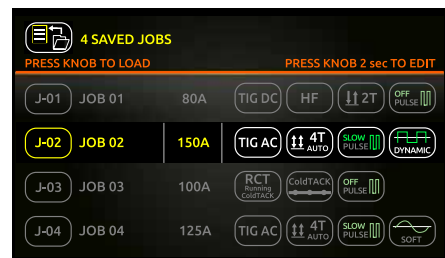 4 SAVED JOBS
PRESS KNOB TO LOAD PRESS KNOB 2 sec TO EDIT
J-01 JOB 01 80A TIG DC HF 2T OFF PULSE
J-02 JOB 02 150A TIG AC 4T AUTO SLOW PULSE DYNAMIC
J-03 JOB 03 100A RCT Running ColdTACK ColdTACK OFF PULSE
J-04 JOB 04 125A TIG AC 4T AUTO SLOW PULSE SOFT